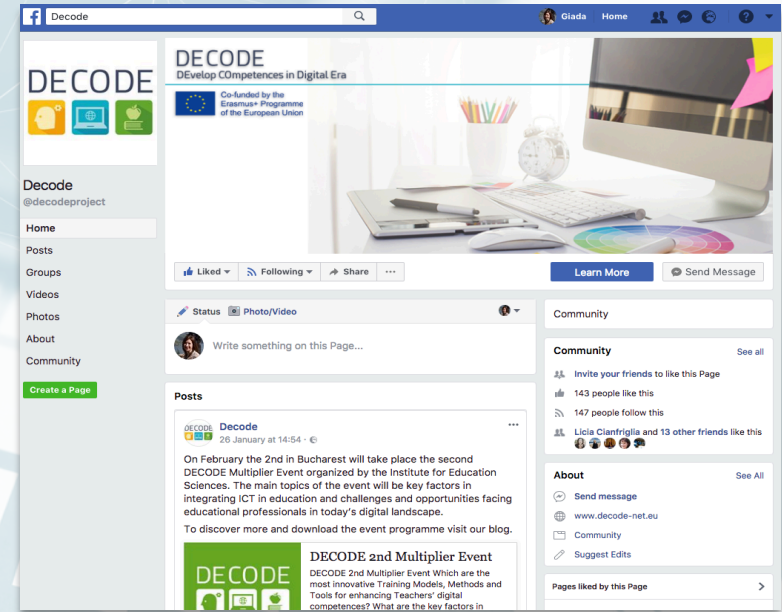 Decode
Giada Home
DECODE
DECODE
DEvelop COmpetences in Digital Era
Co-funded by the
Erasmus+ Programme
of the European Union
Decode
@decodeproject
Home
Posts
Groups
Videos
Photos
About
Community
Create a Page
Liked Following Share ...
Learn More Send Message
Status Photo/Video
Write something on this Page...
Posts
DECODE
Decode
26 January at 14:54 ·
...
On February the 2nd in Bucharest will take place the second
DECODE Multiplier Event organized by the Institute for Education
Sciences. The main topics of the event will be key factors in
integrating ICT in education and challenges and opportunities facing
educational professionals in today's digital landscape.
To discover more and download the event programme visit our blog.
DECODE
DECODE 2nd Multiplier Event
DECODE 2nd Multiplier Event Which are the
most innovative Training Models, Methods and
Tools for enhancing Teachers' digital
competences? What are the key factors in
Community
Community See all
Invite your friends to like this Page
143 people like this
147 people follow this
Licia Cianfriglia and 13 other friends like this
About See All
Send message
www.decode-net.eu
Community
Suggest Edits
Pages liked by this Page